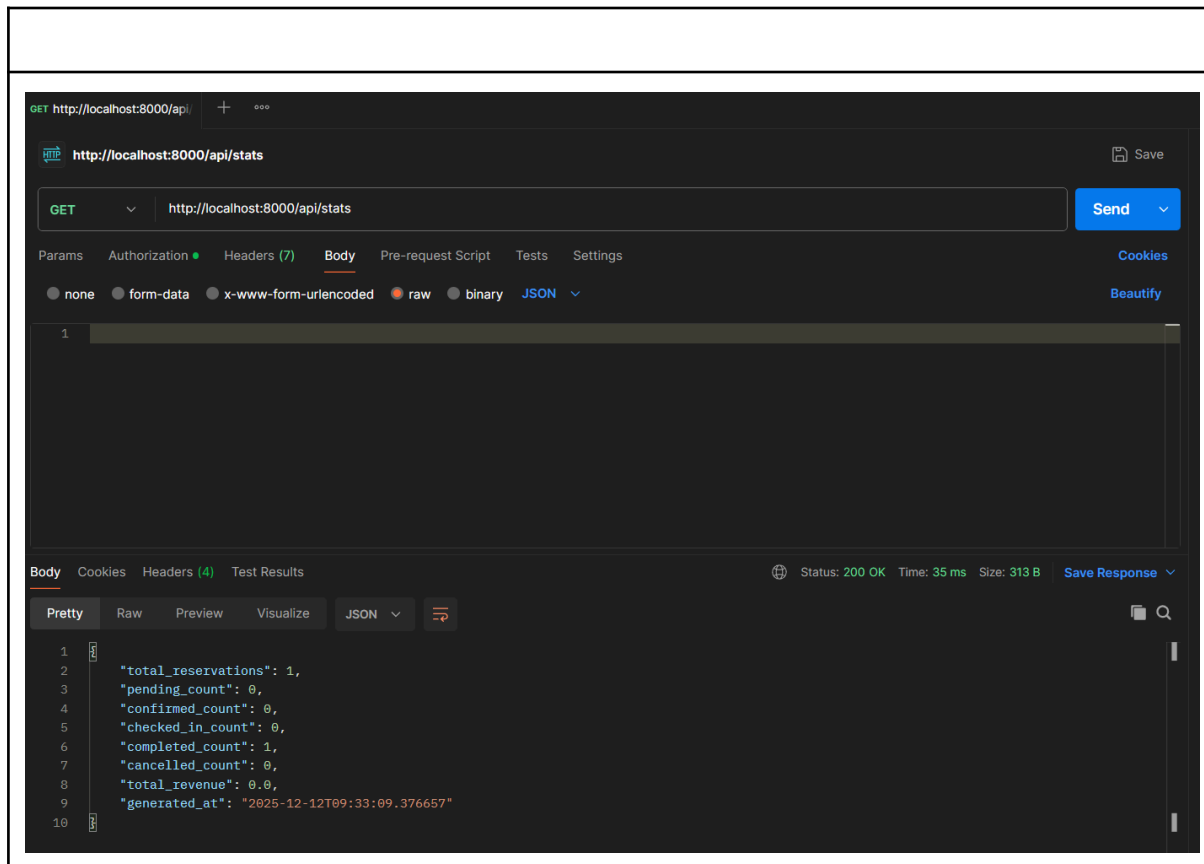 GET http://localhost:8000/api/
HTTP http://localhost:8000/api/stats Save
GET http://localhost:8000/api/stats Send
Params Authorization Headers (7) Body Pre-request Script Tests Settings Cookies
none form-data x-www-form-urlencoded raw binary JSON Beautify
1
Body Cookies Headers (4) Test Results Status: 200 OK Time: 35 ms Size: 313 B Save Response
Pretty Raw Preview Visualize JSON
1 {
2 "total_reservations": 1,
3 "pending_count": 0,
4 "confirmed_count": 0,
5 "checked_in_count": 0,
6 "completed_count": 1,
7 "cancelled_count": 0,
8 "total_revenue": 0.0,
9 "generated_at": "2025-12-12T09:33:09.376657"
10 }